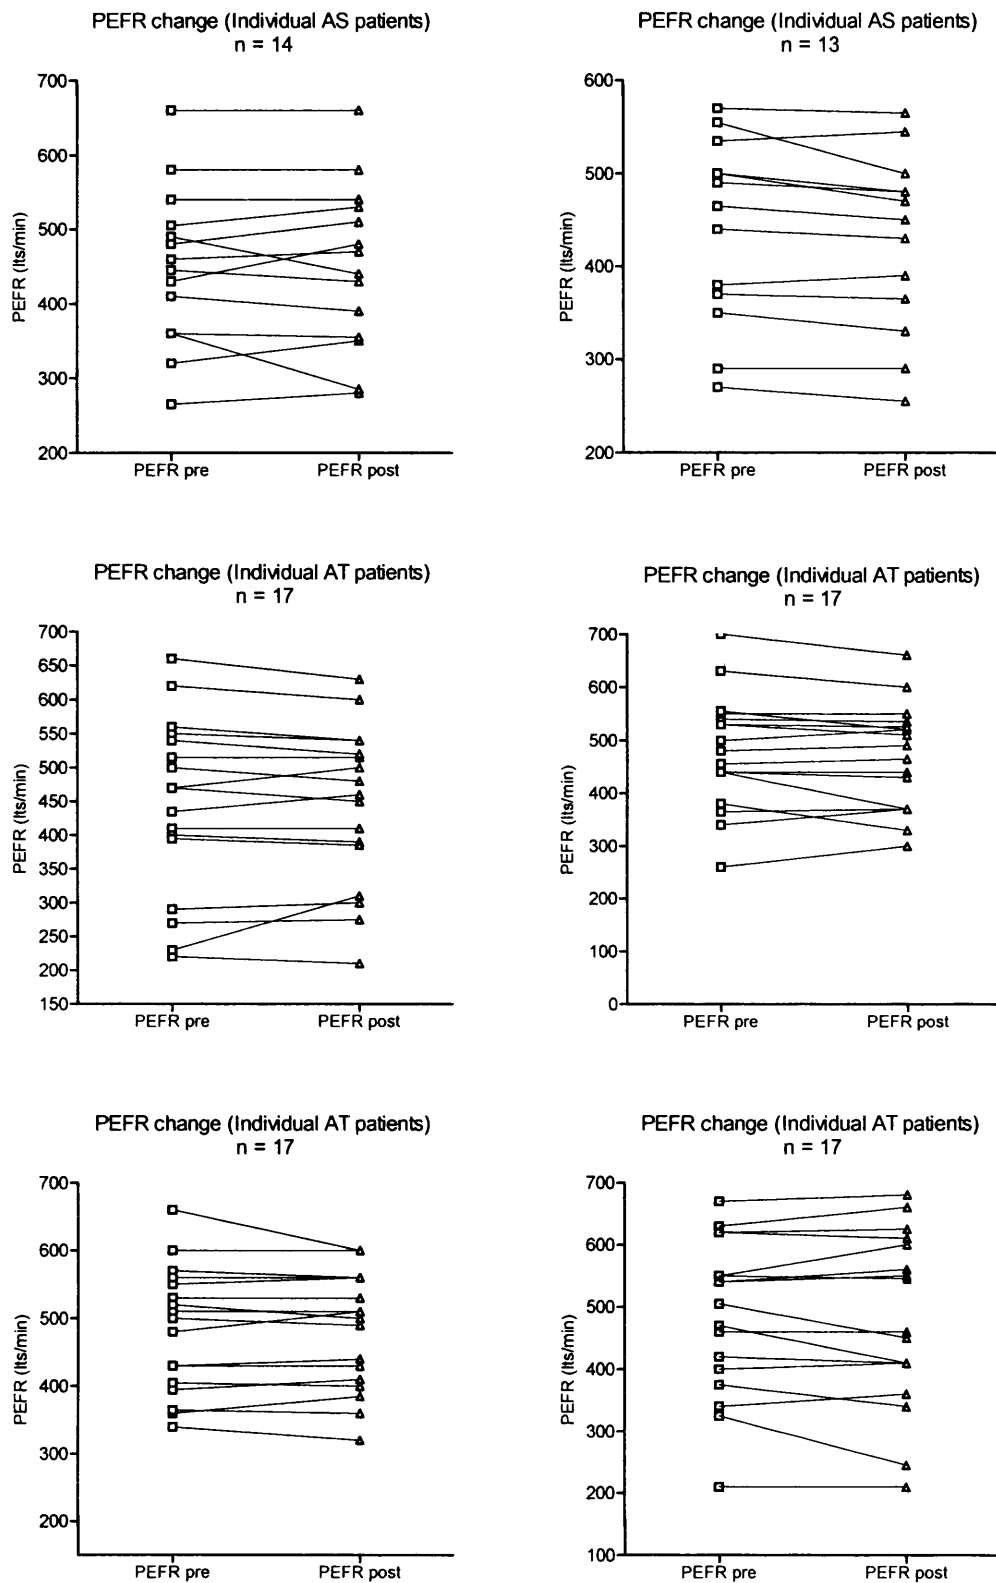 PEFR change (Individual AS patients)
n = 14
700
600
500
400
300
200
PEFR (lts/min)
PEFR pre
PEFR post
PEFR change (Individual AS patients)
n = 13
600
500
400
300
200
PEFR (lts/min)
PEFR pre
PEFR post
PEFR change (Individual AT patients)
n = 17
700
650
600
550
500
450
400
350
300
250
200
150
PEFR (lts/min)
PEFR pre
PEFR post
PEFR change (Individual AT patients)
n = 17
700
600
500
400
300
200
100
0
PEFR (lts/min)
PEFR pre
PEFR post
PEFR change (Individual AT patients)
n = 17
700
600
500
400
300
200
PEFR (lts/min)
PEFR pre
PEFR post
PEFR change (Individual AT patients)
n = 17
700
600
500
400
300
200
100
PEFR (lts/min)
PEFR pre
PEFR post